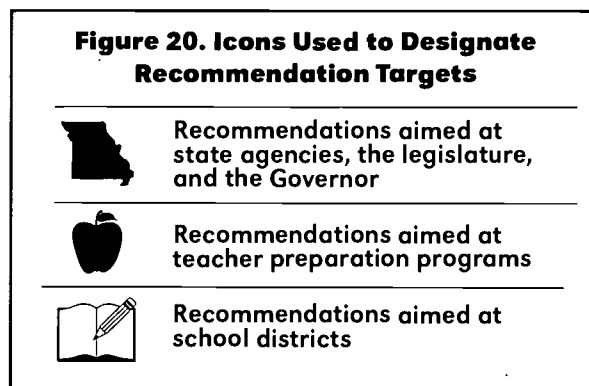 Figure 20. Icons Used to Designate
Recommendation Targets
Recommendations aimed at
state agencies, the legislature,
and the Governor
Recommendations aimed at
teacher preparation programs
Recommendations aimed at
school districts